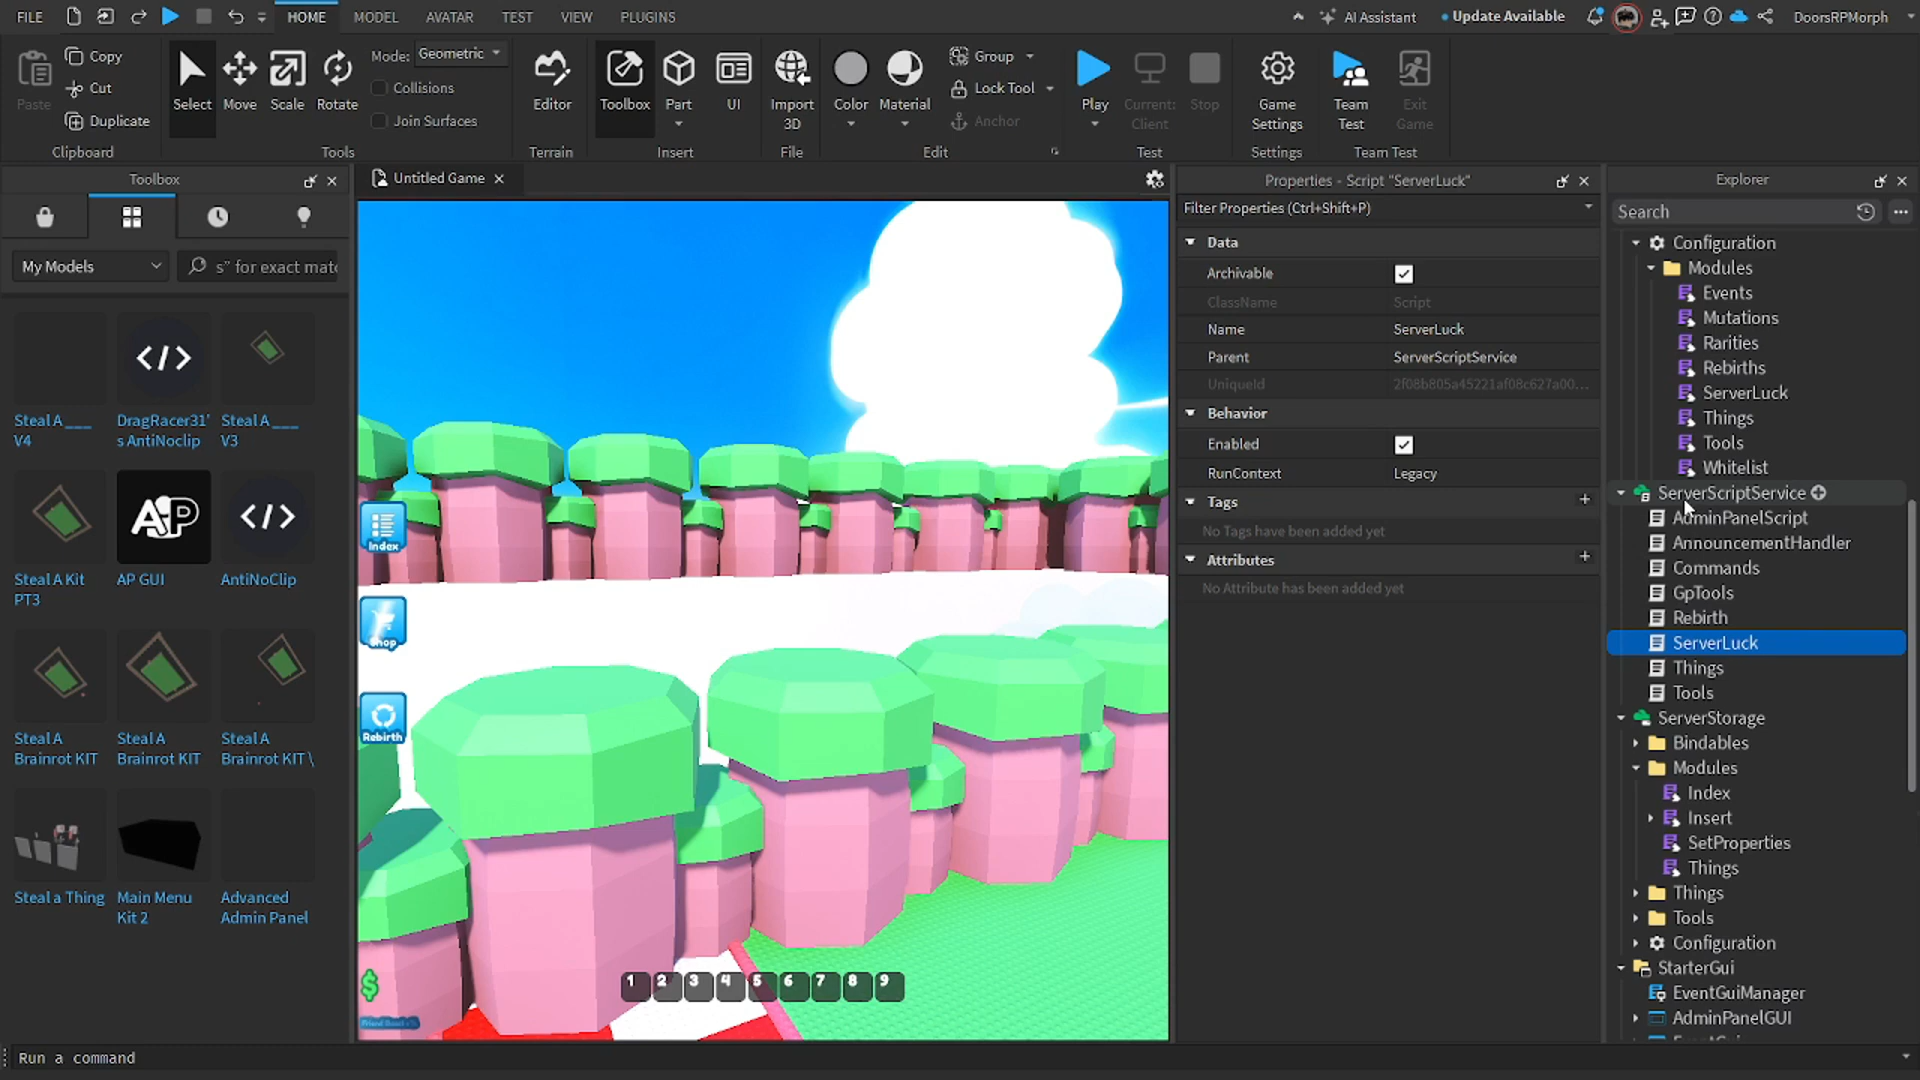 FILE
HOME
MODEL
AVATAR
TEST
VIEW
PLUGINS
AI Assistant
Update Available
DoorsRPMorph
Paste
Copy
Cut
Duplicate
Clipboard
Select
Move
Scale
Rotate
Mode: Geometric
Collisions
Join Surfaces
Tools
Editor
Terrain
Toolbox
Part
UI
Insert
Import
3D
File
Color
Material
Group
Lock Tool
Anchor
Edit
Play
Current:
Client
Stop
Test
Game
Settings
Settings
Team
Test
Exit
Game
Team Test
Toolbox
My Models
s" for exact matc
Steal A___
V4
DragRacer31'
s AntiNoclip
Steal A___
V3
Steal A Kit
PT3
AP
AP GUI
AntiNoClip
Steal A
Brainrot KIT
Steal A
Brainrot KIT
Steal A
Brainrot KIT \
Steal a Thing
Main Menu
Kit 2
Advanced
Admin Panel
Untitled Game
Index
Shop
Rebirth
$
1 2 3 4 5 6 7 8 9
Properties - Script "ServerLuck"
Filter Properties (Ctrl+Shift+P)
Data
Archivable
ClassName Script
Name ServerLuck
Parent ServerScriptService
UniqueId 2f08b805a45221af08c627a00...
Behavior
Enabled
RunContext Legacy
Tags
No Tags have been added yet
Attributes
No Attribute has been added yet
Explorer
Search
Configuration
Modules
Events
Mutations
Rarities
Rebirths
ServerLuck
Things
Tools
Whitelist
ServerScriptService
AdminPanelScript
AnnouncementHandler
Commands
GpTools
Rebirth
ServerLuck
Things
Tools
ServerStorage
Bindables
Modules
Index
Insert
SetProperties
Things
Things
Tools
Configuration
StarterGui
EventGuiManager
AdminPanelGUI
Run a command